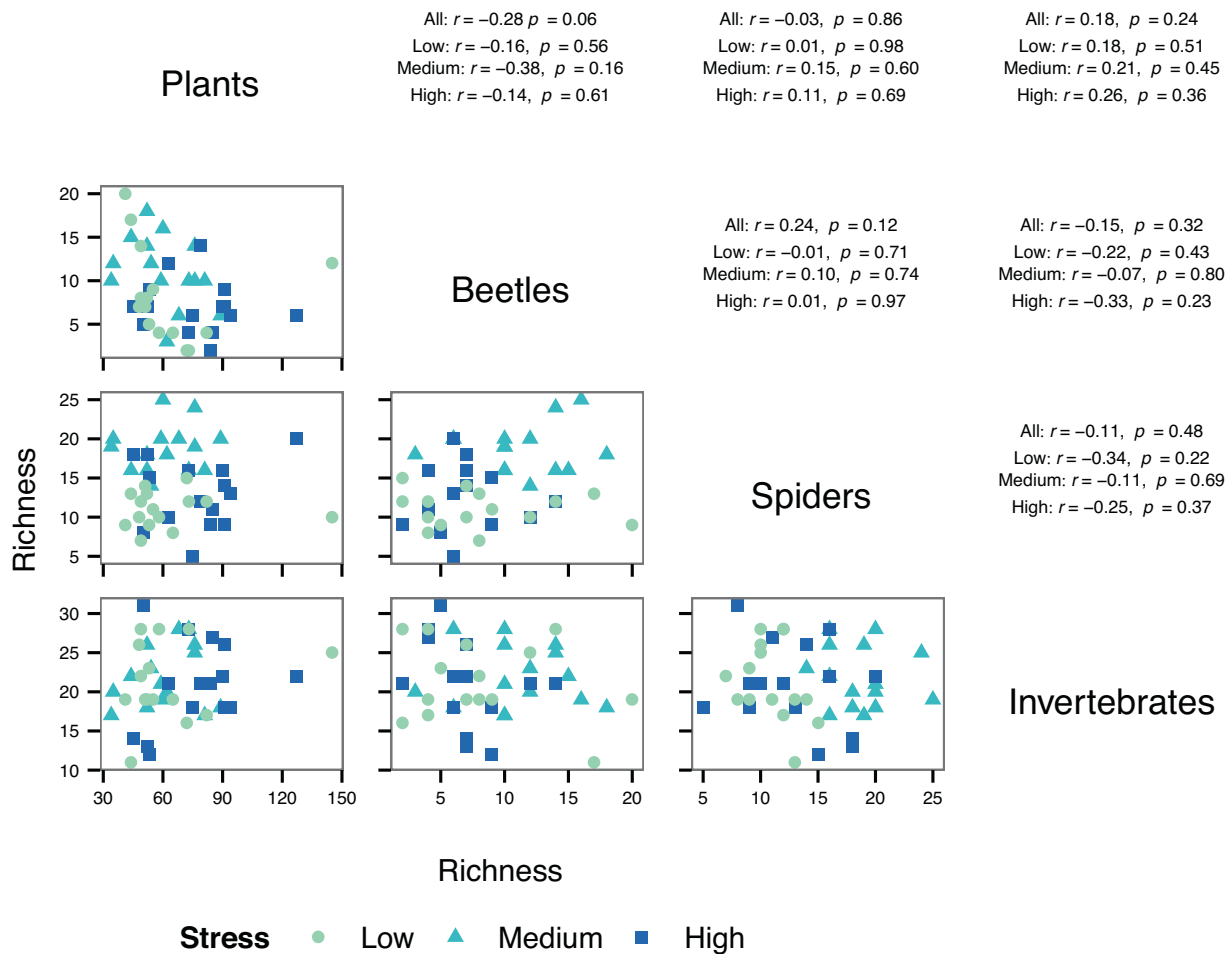 All: r = −0.28 p = 0.06
Low: r = −0.16, p = 0.56
Medium: r = −0.38, p = 0.16
High: r = −0.14, p = 0.61
All: r = −0.03, p = 0.86
Low: r = 0.01, p = 0.98
Medium: r = 0.15, p = 0.60
High: r = 0.11, p = 0.69
All: r = 0.18, p = 0.24
Low: r = 0.18, p = 0.51
Medium: r = 0.21, p = 0.45
High: r = 0.26, p = 0.36
Plants
20
15
10
5
30 60 90 120 150
Beetles
All: r = 0.24, p = 0.12
Low: r = −0.01, p = 0.71
Medium: r = 0.10, p = 0.74
High: r = 0.01, p = 0.97
All: r = −0.15, p = 0.32
Low: r = −0.22, p = 0.43
Medium: r = −0.07, p = 0.80
High: r = −0.33, p = 0.23
25
20
15
10
5
Richness
Spiders
All: r = −0.11, p = 0.48
Low: r = −0.34, p = 0.22
Medium: r = −0.11, p = 0.69
High: r = −0.25, p = 0.37
30
25
20
15
10
30 60 90 120 150
5 10 15 20
5 10 15 20 25
Invertebrates
Richness
Stress Low Medium High